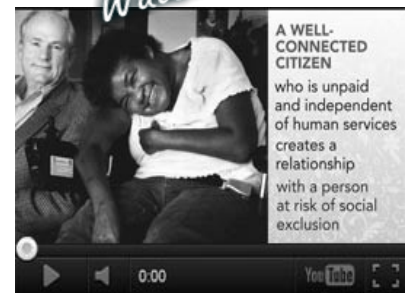 A WELL-
CONNECTED
CITIZEN
who is unpaid
and independent
of human services
creates a
relationship
with a person
at risk of social
exclusion
0:00
YouTube